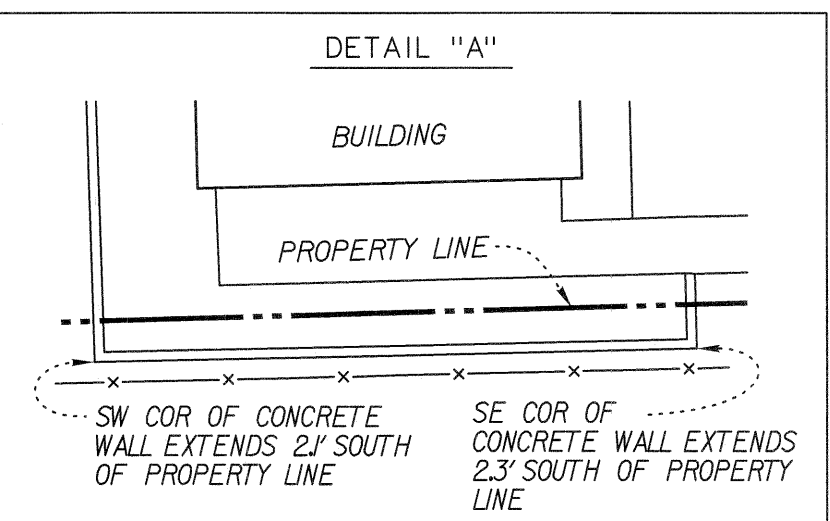 DETAIL "A"
BUILDING
PROPERTY LINE
SW COR OF CONCRETE
WALL EXTENDS 2.1' SOUTH
OF PROPERTY LINE
SE COR OF
CONCRETE WALL EXTENDS
2.3' SOUTH OF PROPERTY
LINE